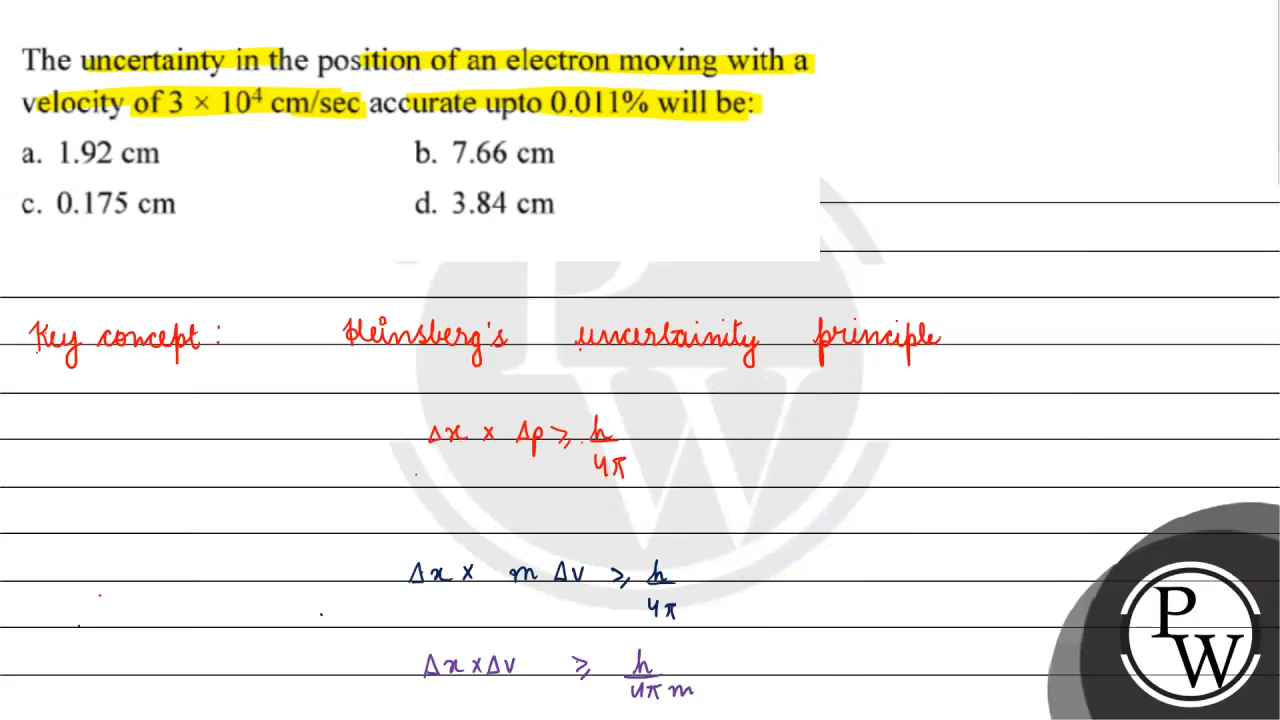 The uncertainty in the position of an electron moving with a
velocity of 3 × 10⁴ cm/sec accurate upto 0.011% will be:
a. 1.92 cm b. 7.66 cm
c. 0.175 cm d. 3.84 cm
Key concept : Heinsberg's uncertainity principle
Δx × Δp ≥ h/4π
Δx × m Δv ≥ h/4π
Δx × Δv ≥ h/4πm
PW
PW